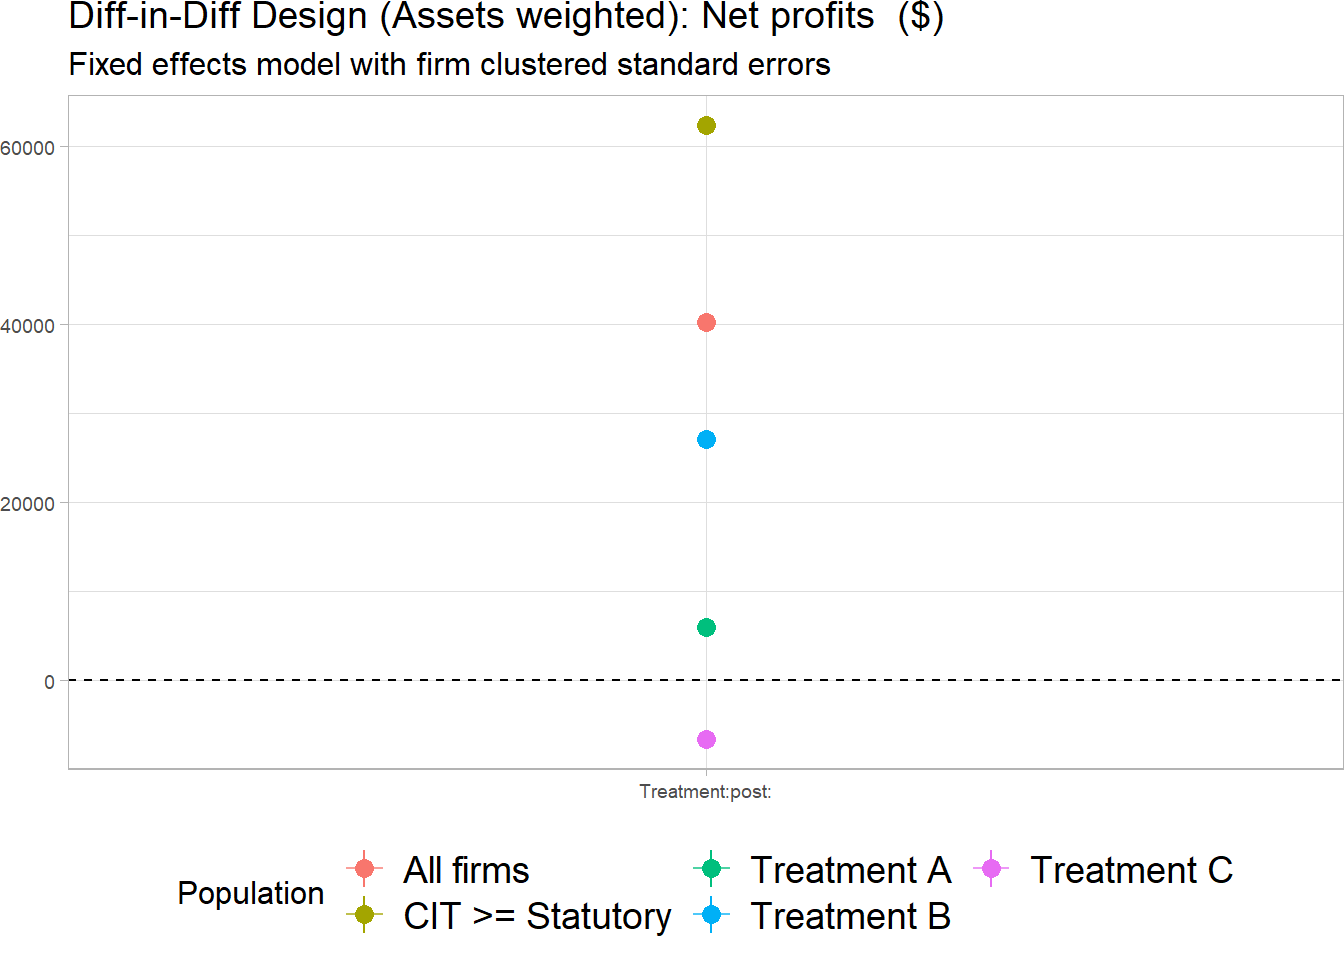 Diff-in-Diff Design (Assets weighted): Net profits  ($)
Fixed effects model with firm clustered standard errors
60000
40000
20000
0
Treatment:post:
Population
All firms
CIT >= Statutory
Treatment A
Treatment B
Treatment C